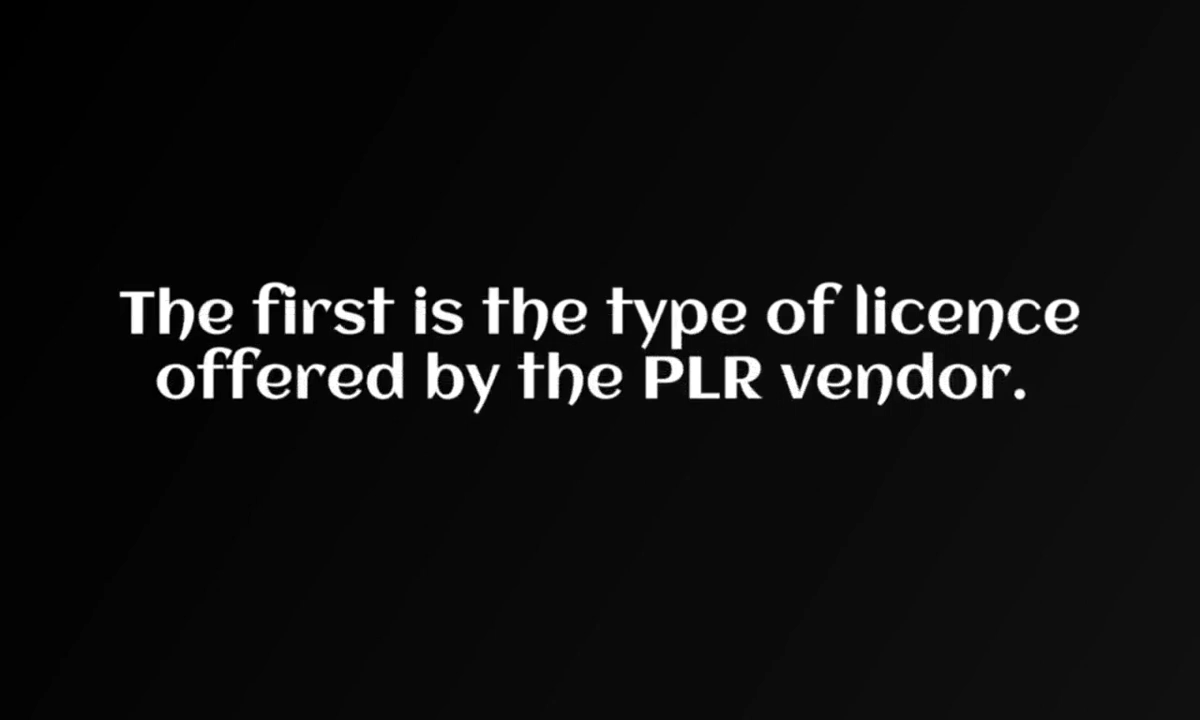 The first is the type of licence
offered by the PLR vendor.